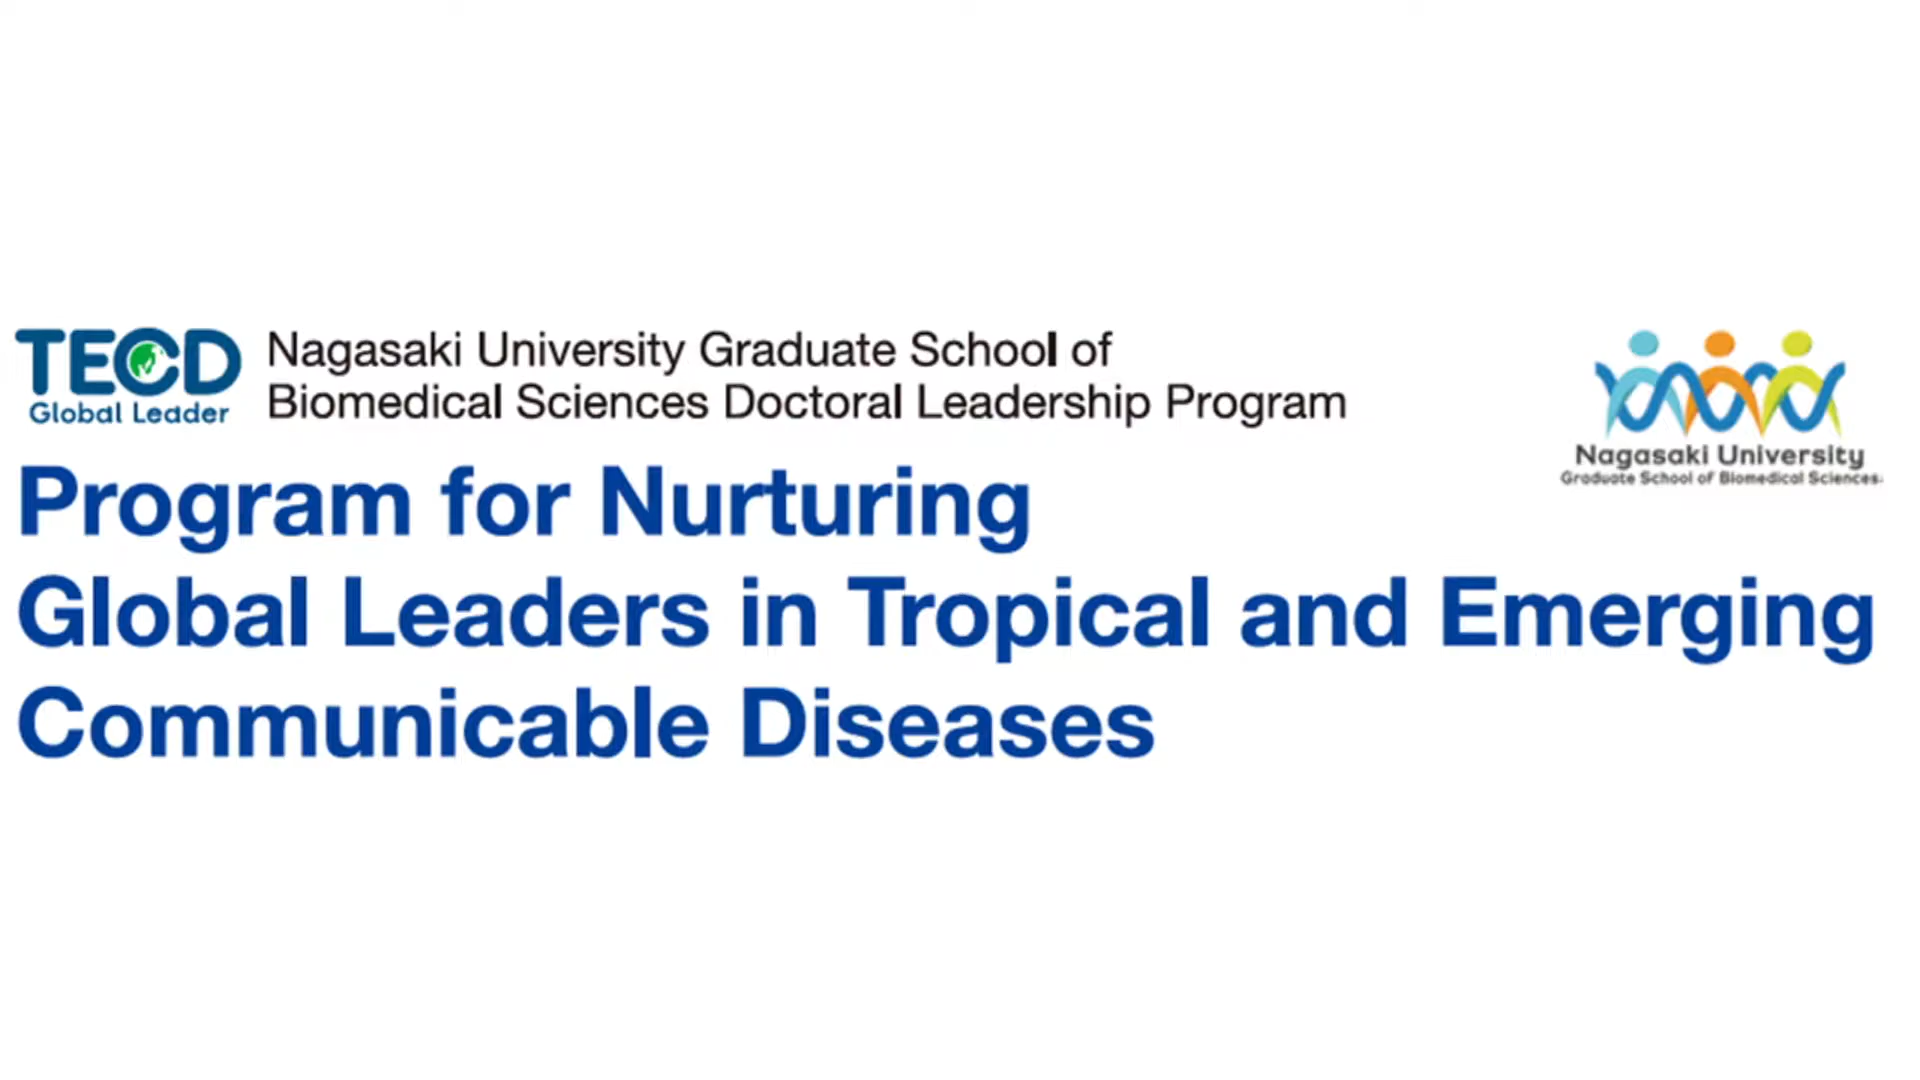 TECD
Global Leader
Nagasaki University Graduate School of
Biomedical Sciences Doctoral Leadership Program
Nagasaki University
Graduate School of Biomedical Sciences
Program for Nurturing
Global Leaders in Tropical and Emerging
Communicable Diseases